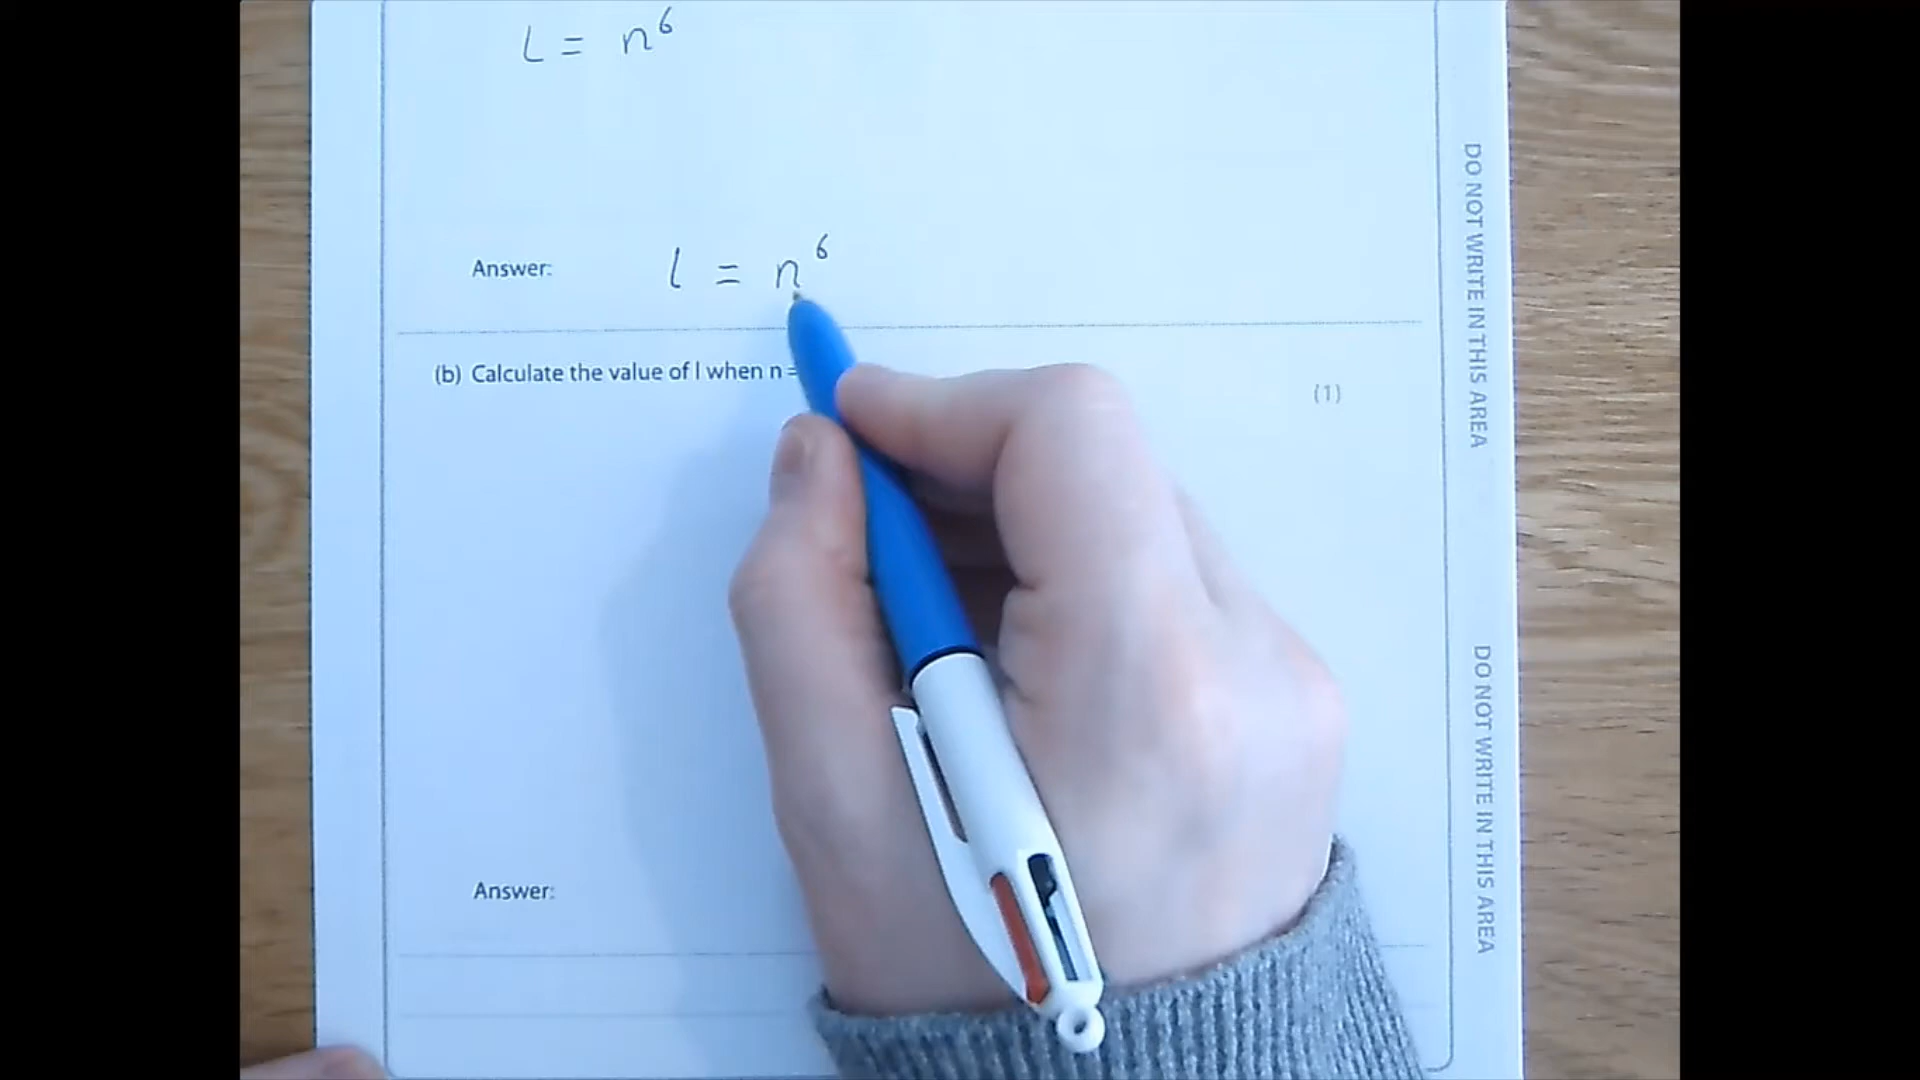 L = n⁶
Answer: l = n⁶
(b) Calculate the value of l when n =
(1)
Answer:
DO NOT WRITE IN THIS AREA
DO NOT WRITE IN THIS AREA